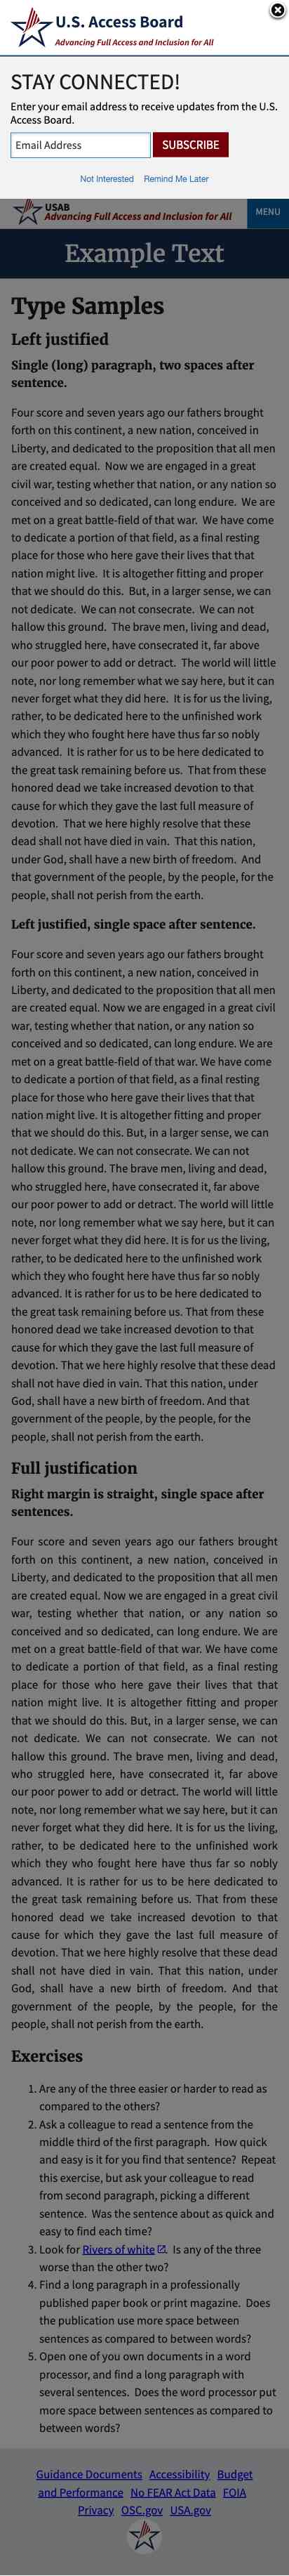 U.S. Access Board
Advancing Full Access and Inclusion for All
STAY CONNECTED!
Enter your email address to receive updates from the U.S.
Access Board.
Email Address
SUBSCRIBE
Not Interested Remind Me Later
USAB
Advancing Full Access and Inclusion for All
MENU
Example Text
Type Samples
Left justified
Single (long) paragraph, two spaces after
sentence.
Four score and seven years ago our fathers brought
forth on this continent, a new nation, conceived in
Liberty, and dedicated to the proposition that all men
are created equal.  Now we are engaged in a great
civil war, testing whether that nation, or any nation so
conceived and so dedicated, can long endure.  We are
met on a great battle-field of that war.  We have come
to dedicate a portion of that field, as a final resting
place for those who here gave their lives that that
nation might live.  It is altogether fitting and proper
that we should do this.  But, in a larger sense, we can
not dedicate.  We can not consecrate.  We can not
hallow this ground.  The brave men, living and dead,
who struggled here, have consecrated it, far above
our poor power to add or detract.  The world will little
note, nor long remember what we say here, but it can
never forget what they did here.  It is for us the living,
rather, to be dedicated here to the unfinished work
which they who fought here have thus far so nobly
advanced.  It is rather for us to be here dedicated to
the great task remaining before us.  That from these
honored dead we take increased devotion to that
cause for which they gave the last full measure of
devotion.  That we here highly resolve that these
dead shall not have died in vain.  That this nation,
under God, shall have a new birth of freedom.  And
that government of the people, by the people, for the
people, shall not perish from the earth.
Left justified, single space after sentence.
Four score and seven years ago our fathers brought
forth on this continent, a new nation, conceived in
Liberty, and dedicated to the proposition that all men
are created equal. Now we are engaged in a great civil
war, testing whether that nation, or any nation so
conceived and so dedicated, can long endure. We are
met on a great battle-field of that war. We have come
to dedicate a portion of that field, as a final resting
place for those who here gave their lives that that
nation might live. It is altogether fitting and proper
that we should do this. But, in a larger sense, we can
not dedicate. We can not consecrate. We can not
hallow this ground. The brave men, living and dead,
who struggled here, have consecrated it, far above
our poor power to add or detract. The world will little
note, nor long remember what we say here, but it can
never forget what they did here. It is for us the living,
rather, to be dedicated here to the unfinished work
which they who fought here have thus far so nobly
advanced. It is rather for us to be here dedicated to
the great task remaining before us. That from these
honored dead we take increased devotion to that
cause for which they gave the last full measure of
devotion. That we here highly resolve that these dead
shall not have died in vain. That this nation, under
God, shall have a new birth of freedom. And that
government of the people, by the people, for the
people, shall not perish from the earth.
Full justification
Right margin is straight, single space after
sentences.
Four score and seven years ago our fathers brought
forth on this continent, a new nation, conceived in
Liberty, and dedicated to the proposition that all men
are created equal. Now we are engaged in a great civil
war, testing whether that nation, or any nation so
conceived and so dedicated, can long endure. We are
met on a great battle-field of that war. We have come
to dedicate a portion of that field, as a final resting
place for those who here gave their lives that that
nation might live. It is altogether fitting and proper
that we should do this. But, in a larger sense, we can
not dedicate. We can not consecrate. We can not
hallow this ground. The brave men, living and dead,
who struggled here, have consecrated it, far above
our poor power to add or detract. The world will little
note, nor long remember what we say here, but it can
never forget what they did here. It is for us the living,
rather, to be dedicated here to the unfinished work
which they who fought here have thus far so nobly
advanced. It is rather for us to be here dedicated to
the great task remaining before us. That from these
honored dead we take increased devotion to that
cause for which they gave the last full measure of
devotion. That we here highly resolve that these dead
shall not have died in vain. That this nation, under
God, shall have a new birth of freedom. And that
government of the people, by the people, for the
people, shall not perish from the earth.
Exercises
1. Are any of the three easier or harder to read as
compared to the others?
2. Ask a colleague to read a sentence from the
middle third of the first paragraph.  How quick
and easy is it for you find that sentence?  Repeat
this exercise, but ask your colleague to read
from second paragraph, picking a different
sentence.  Was the sentence about as quick and
easy to find each time?
3. Look for Rivers of white.  Is any of the three
worse than the other two?
4. Find a long paragraph in a professionally
published paper book or print magazine.  Does
the publication use more space between
sentences as compared to between words?
5. Open one of you own documents in a word
processor, and find a long paragraph with
several sentences.  Does the word processor put
more space between sentences as compared to
between words?
Guidance Documents Accessibility Budget
and Performance No FEAR Act Data FOIA
Privacy OSC.gov USA.gov